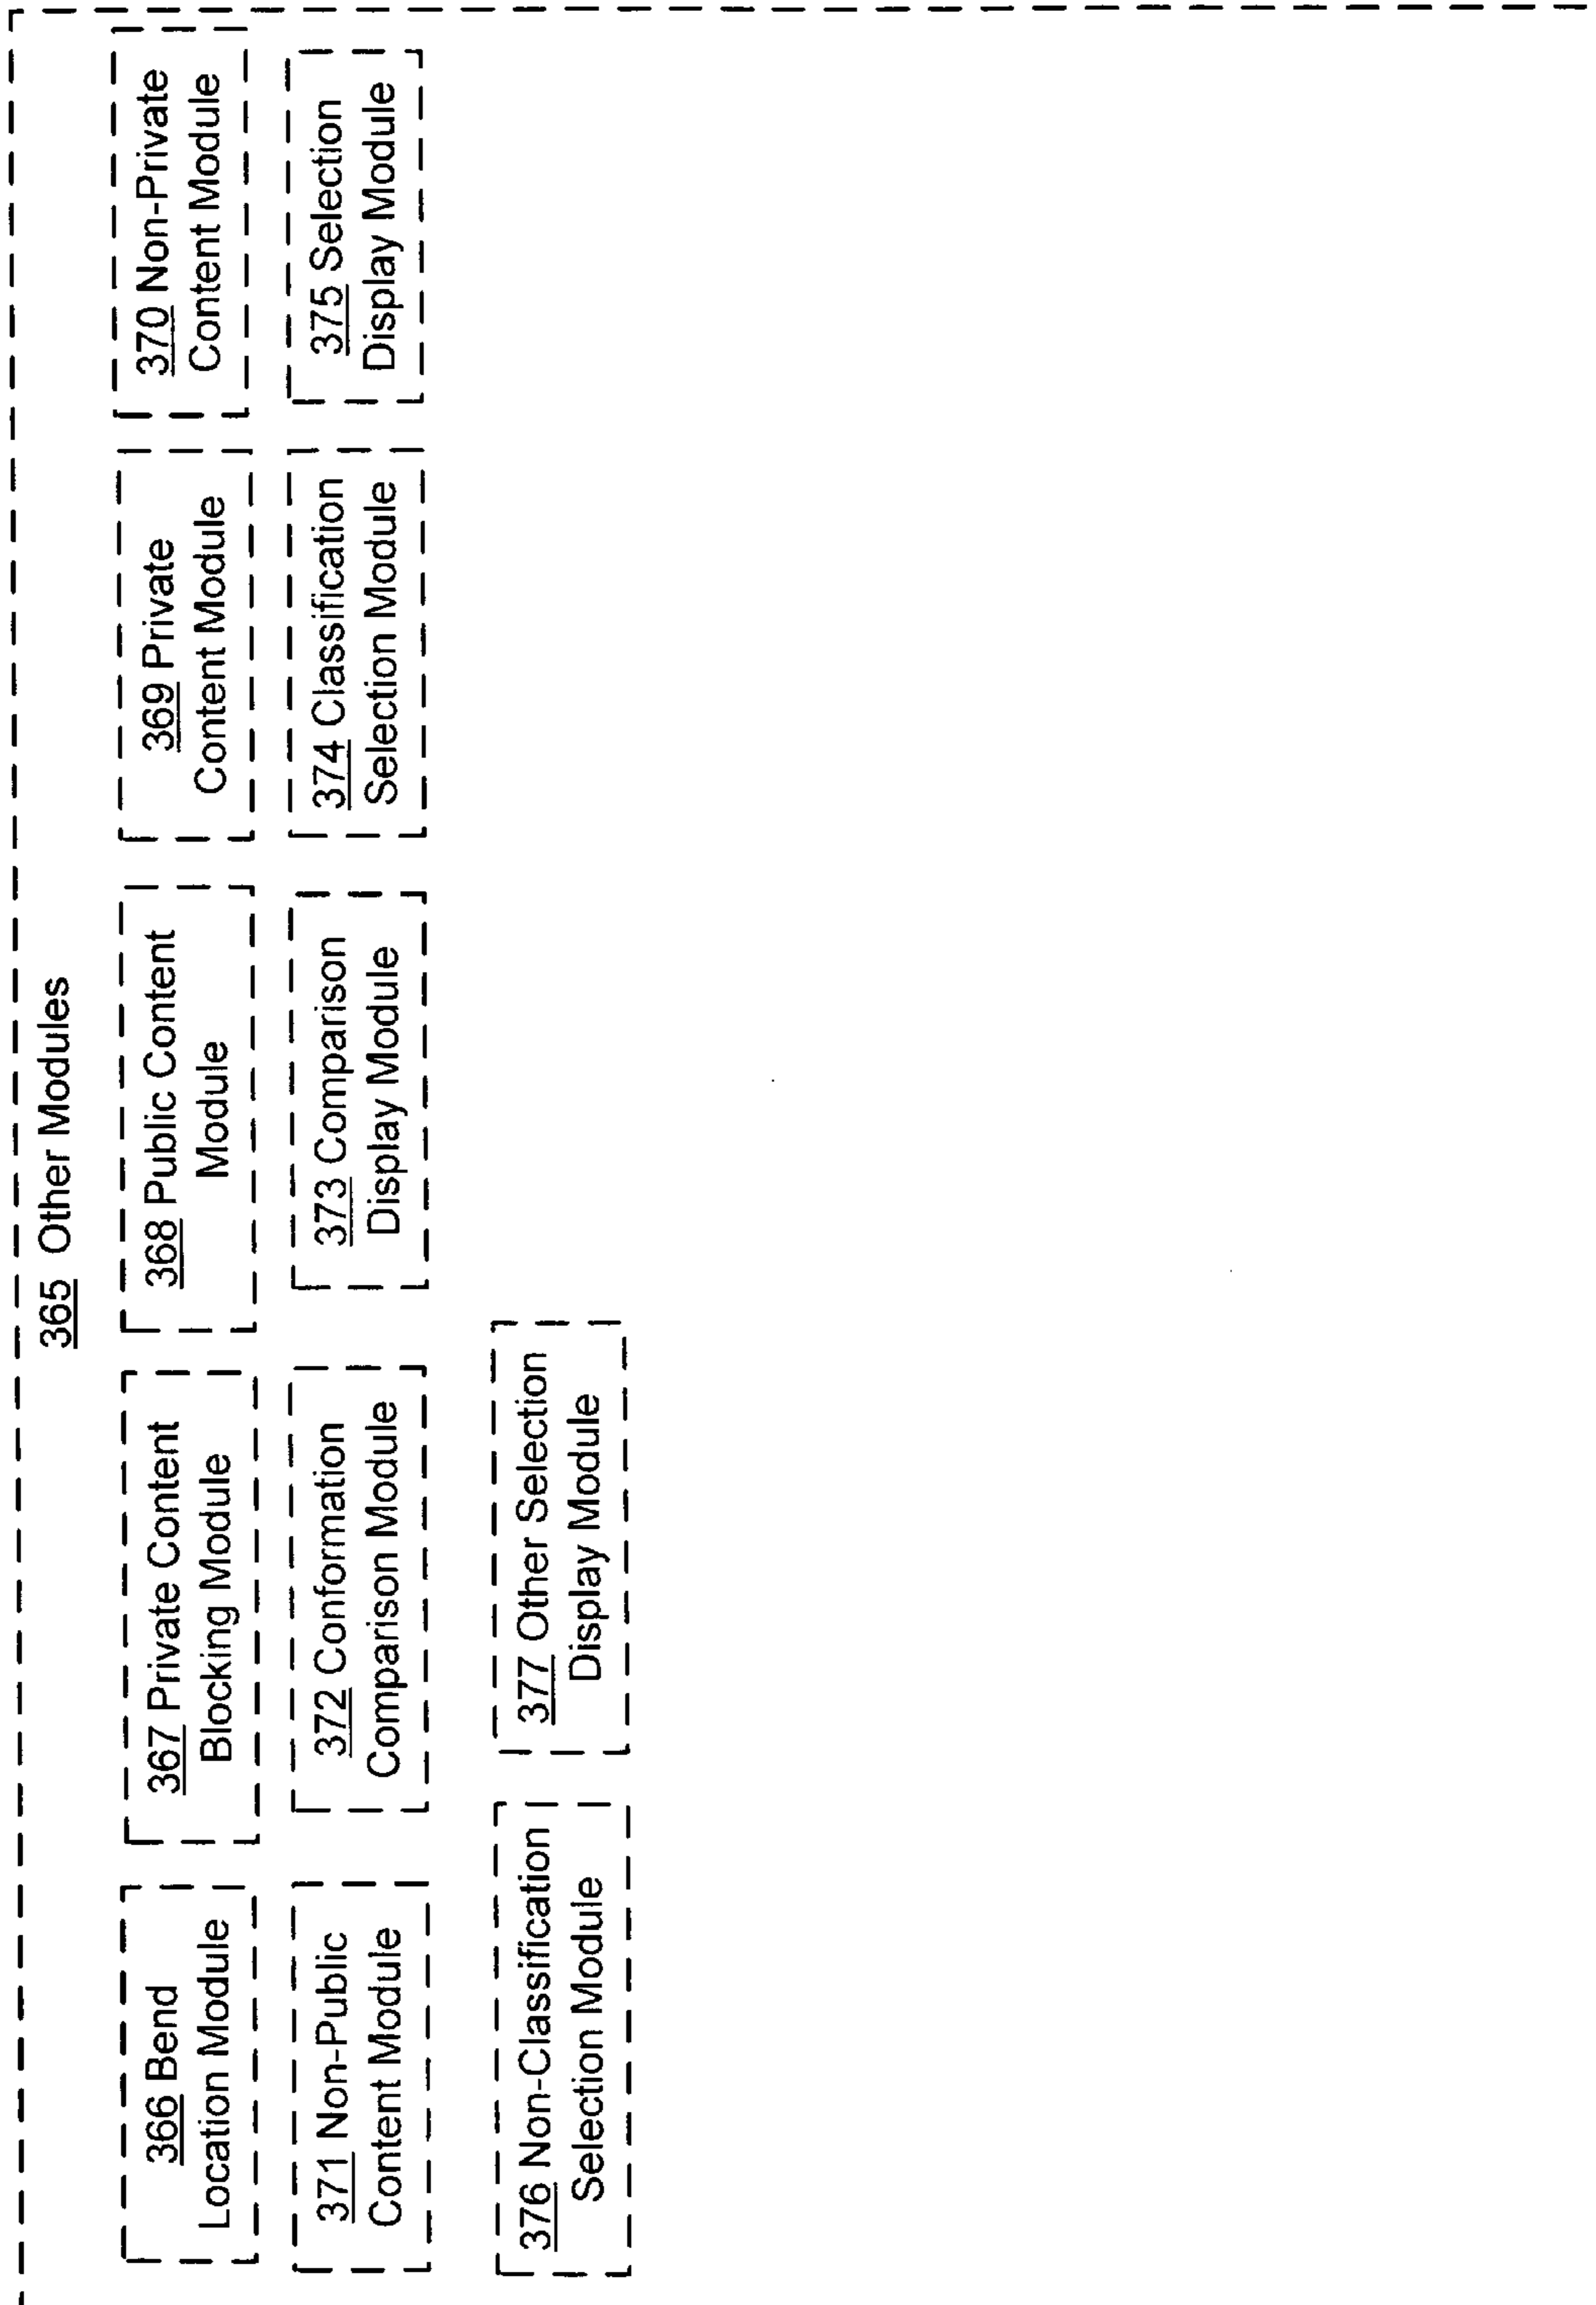 365 Other Modules
366 Bend
Location Module
367 Private Content
Blocking Module
368 Public Content
Module
369 Private
Content Module
370 Non-Private
Content Module
371 Non-Public
Content Module
372 Conformation
Comparison Module
373 Comparison
Display Module
374 Classification
Selection Module
375 Selection
Display Module
376 Non-Classification
Selection Module
377 Other Selection
Display Module